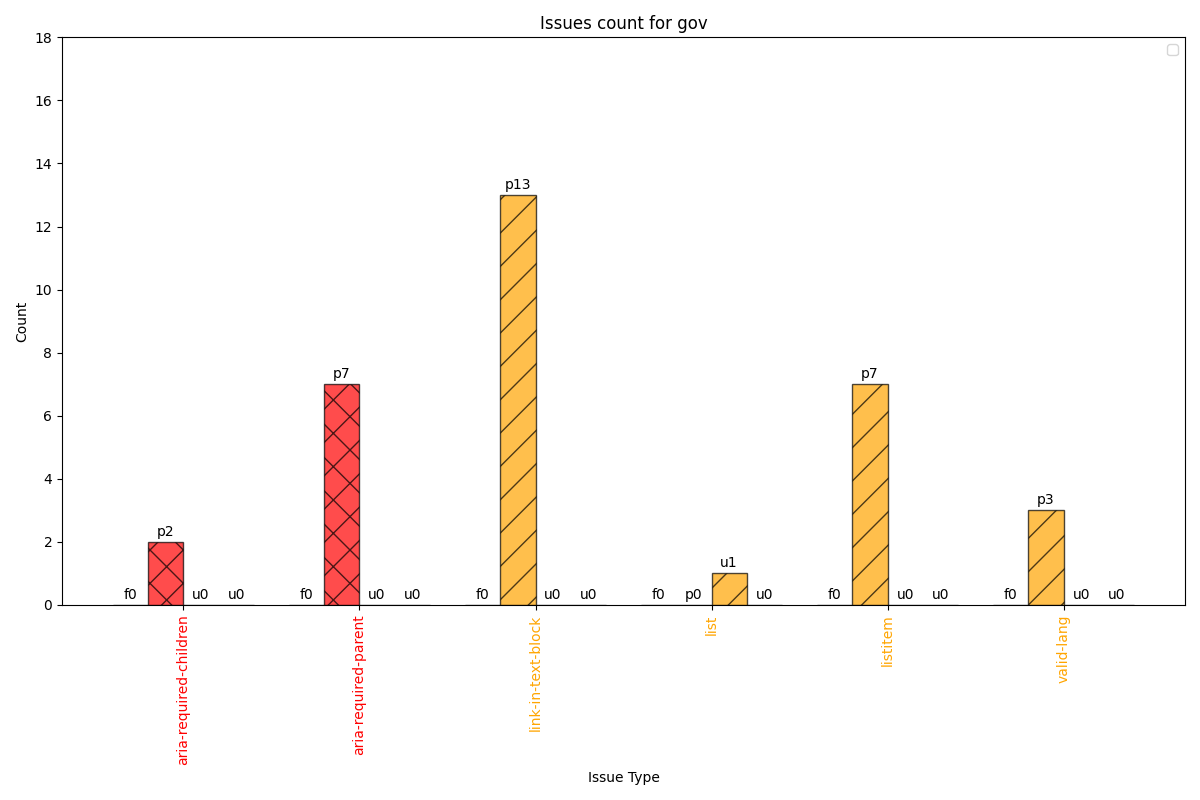 Issues count for gov
18
16
14
12
10
8
6
4
2
0
Count
f0 p2 u0 u0
f0 p7 u0 u0
f0 p13 u0 u0
f0 p0 u1 u0
f0 p7 u0 u0
f0 p3 u0 u0
aria-required-children
aria-required-parent
link-in-text-block
list
listitem
valid-lang
Issue Type